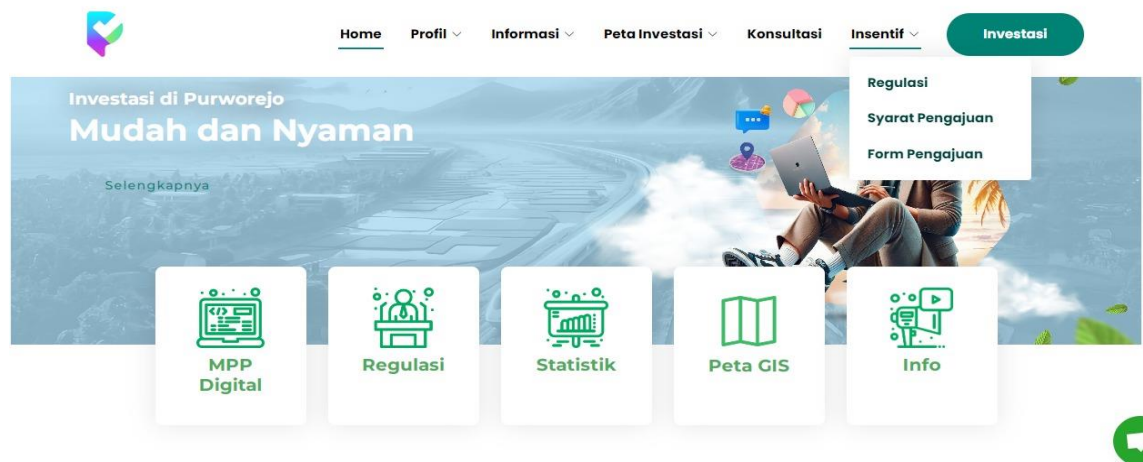 Home Profil Informasi Peta Investasi Konsultasi Insentif Investasi
Regulasi
Syarat Pengajuan
Form Pengajuan
Investasi di Purworejo
Mudah dan Nyaman
Selengkapnya
MPP
Digital
Regulasi
Statistik
Peta GIS
Info